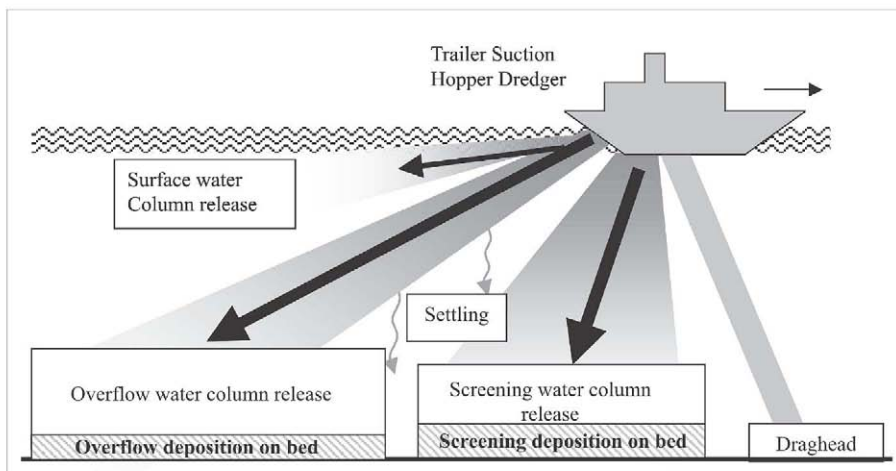 Trailer Suction
Hopper Dredger
Surface water
Column release
Settling
Overflow water column release
Overflow deposition on bed
Screening water column
release
Screening deposition on bed
Draghead